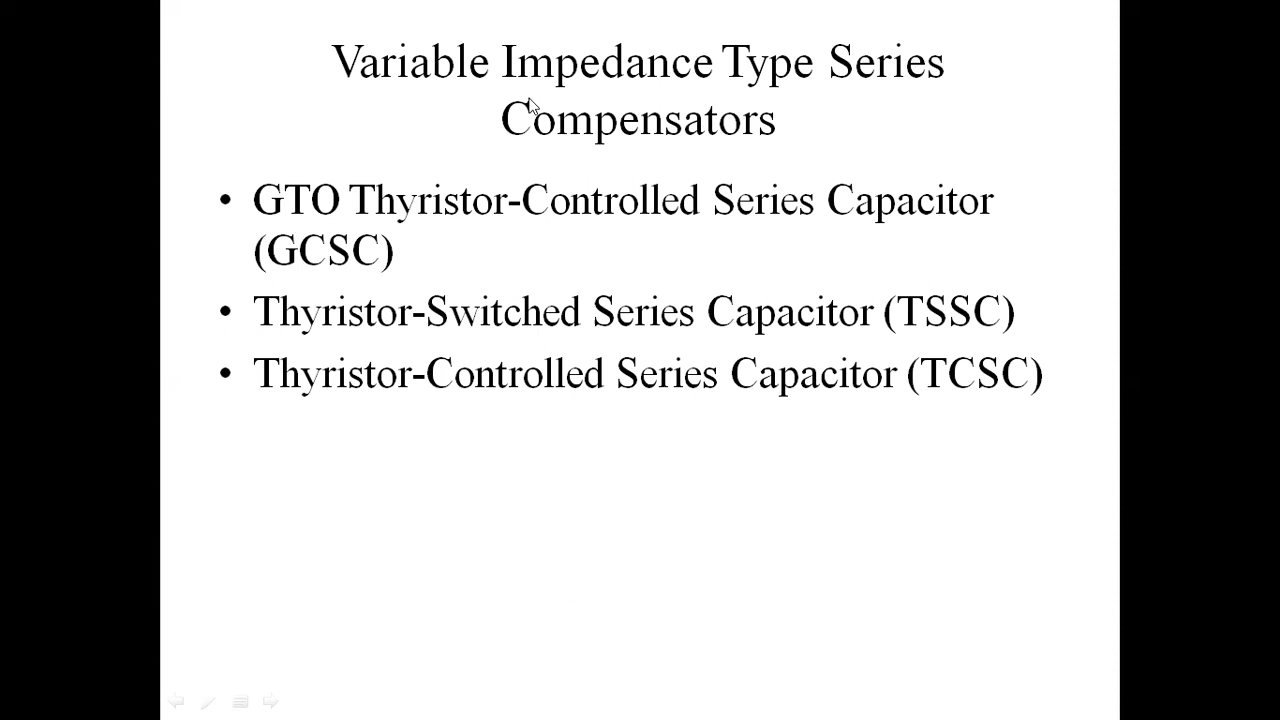 Variable Impedance Type Series
Compensators
• GTO Thyristor-Controlled Series Capacitor
(GCSC)
• Thyristor-Switched Series Capacitor (TSSC)
• Thyristor-Controlled Series Capacitor (TCSC)